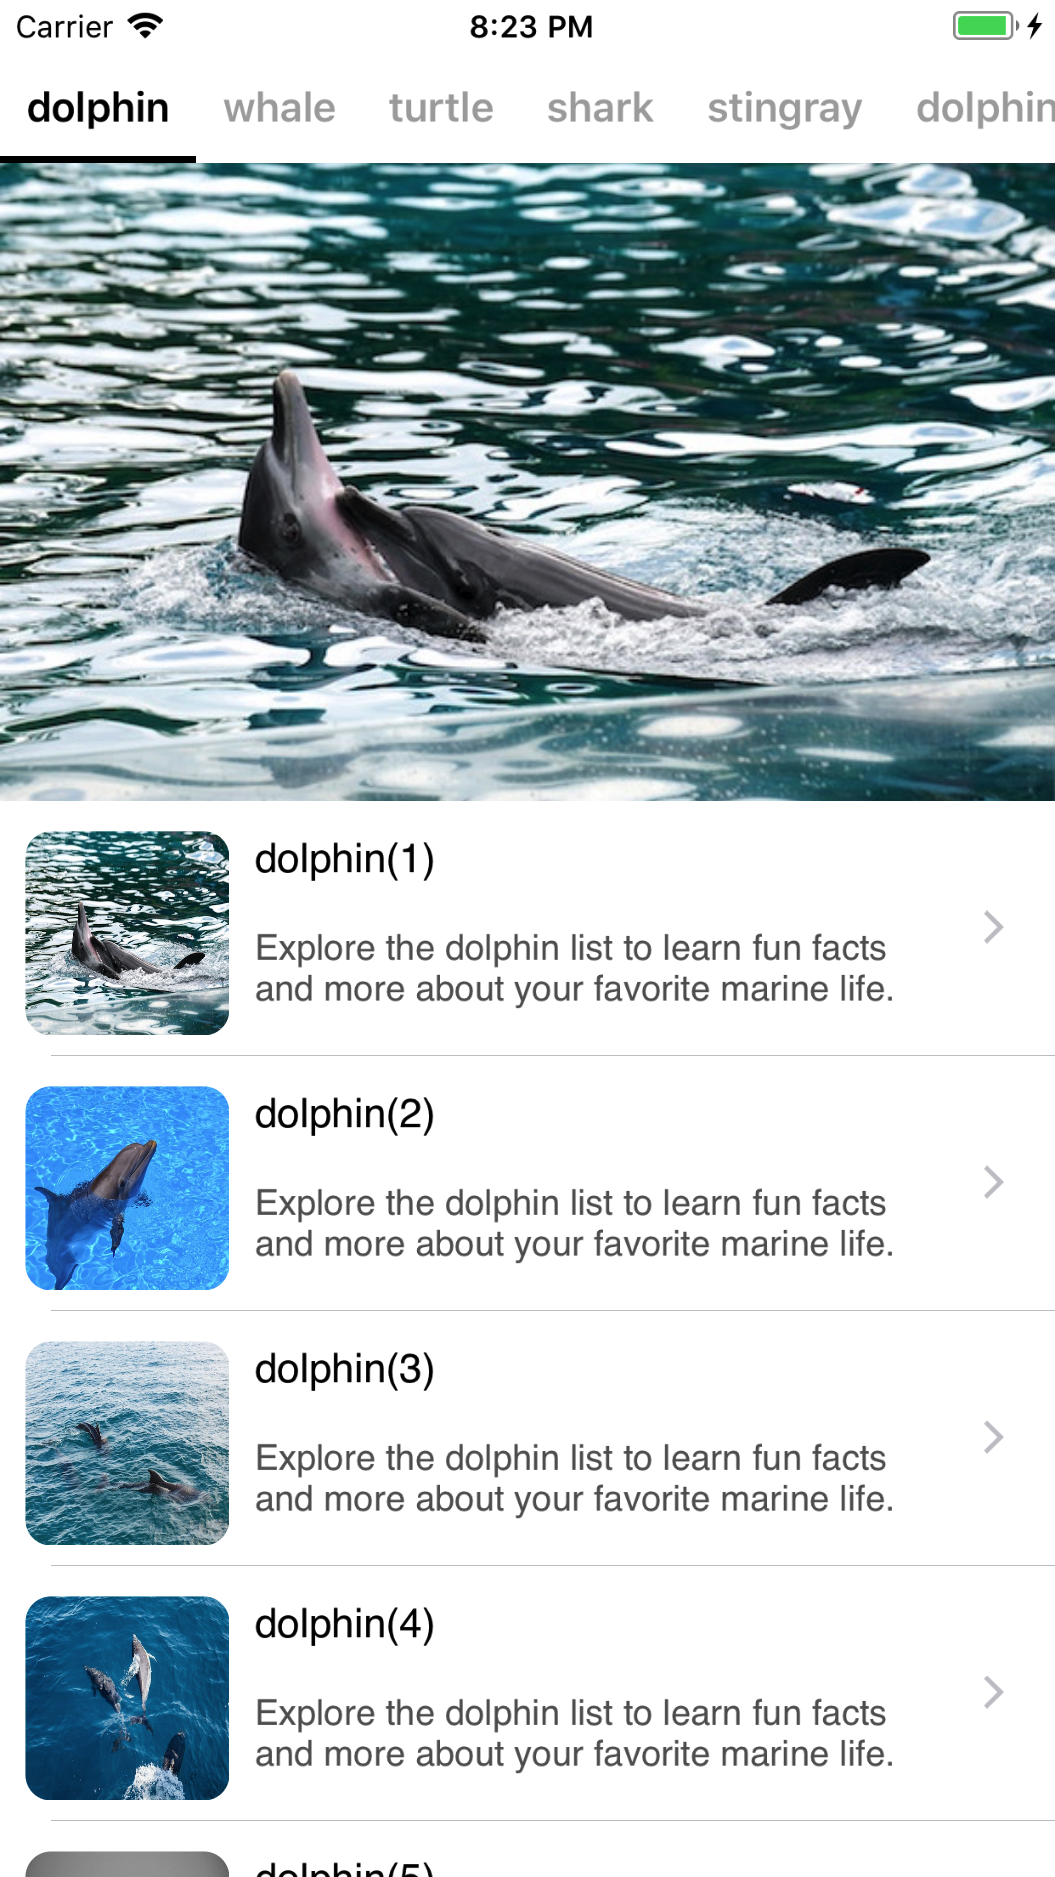 Carrier 8:23 PM
dolphin whale turtle shark stingray dolphin
dolphin(1)
Explore the dolphin list to learn fun facts
and more about your favorite marine life.
dolphin(2)
Explore the dolphin list to learn fun facts
and more about your favorite marine life.
dolphin(3)
Explore the dolphin list to learn fun facts
and more about your favorite marine life.
dolphin(4)
Explore the dolphin list to learn fun facts
and more about your favorite marine life.
dolphin(5)